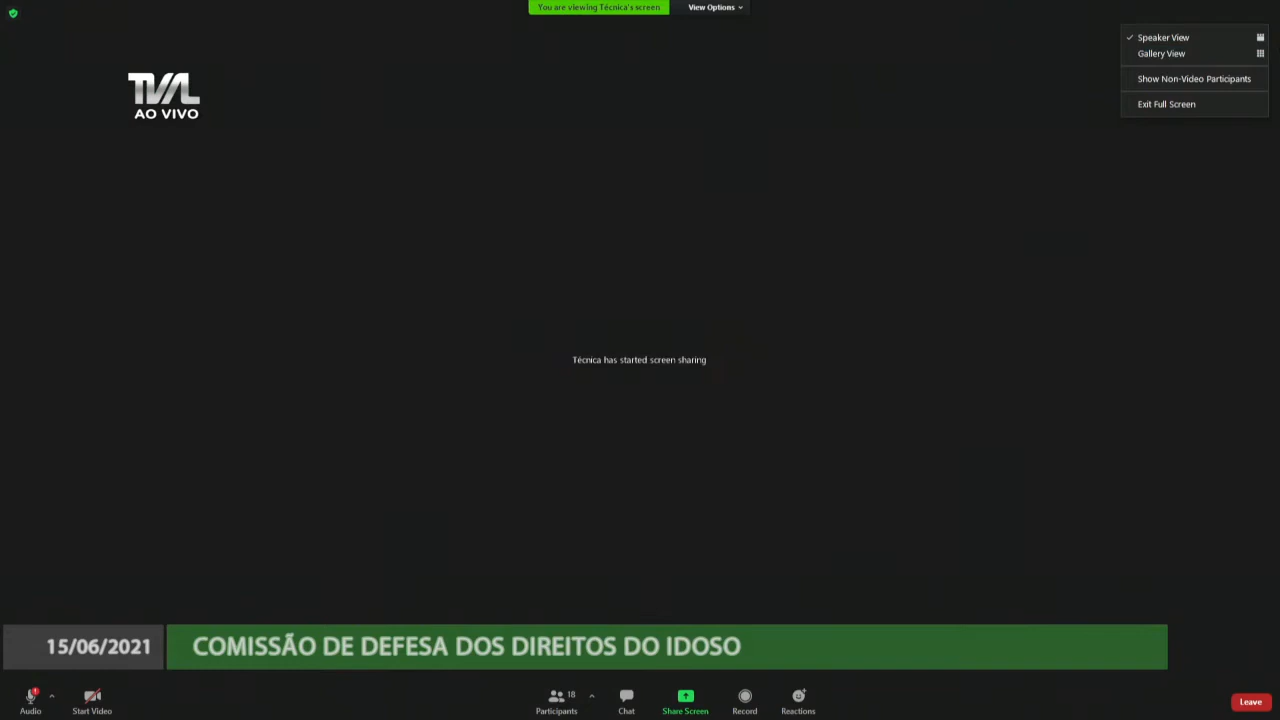 You are viewing Técnica's screen
View Options
Speaker View
Gallery View
Show Non-Video Participants
Exit Full Screen
TVAL
AO VIVO
Técnica has started screen sharing
15/06/2021
COMISSÃO DE DEFESA DOS DIREITOS DO IDOSO
Audio
Start Video
18
Participants
Chat
Share Screen
Record
Reactions
Leave